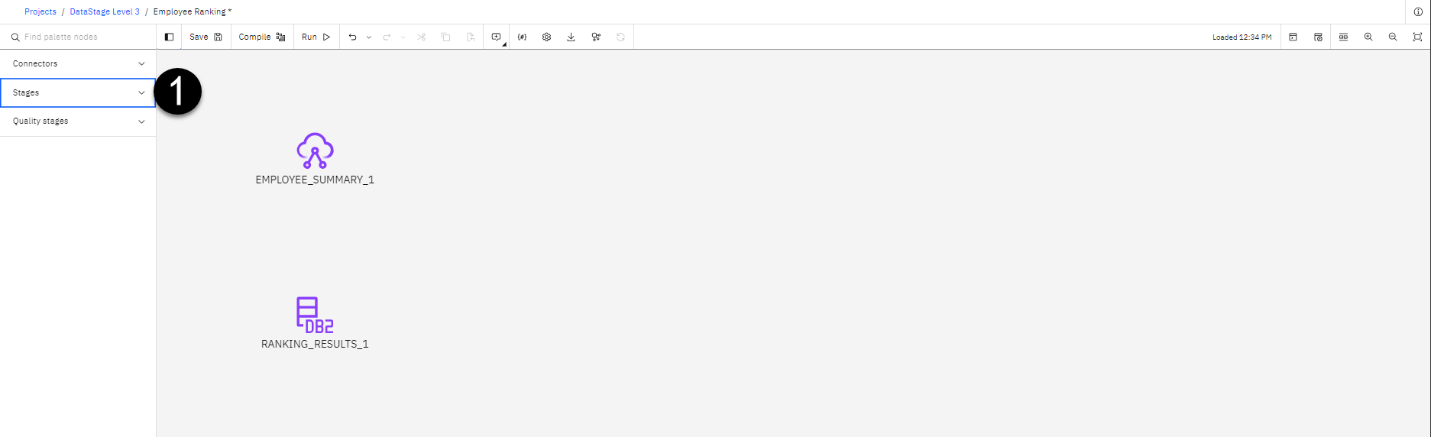 Projects / DataStage Level 3 / Employee Ranking *
Find palette nodes Save Compile Run Loaded 12:34 PM
Connectors
Stages 1
Quality stages
EMPLOYEE_SUMMARY_1
DB2
RANKING_RESULTS_1